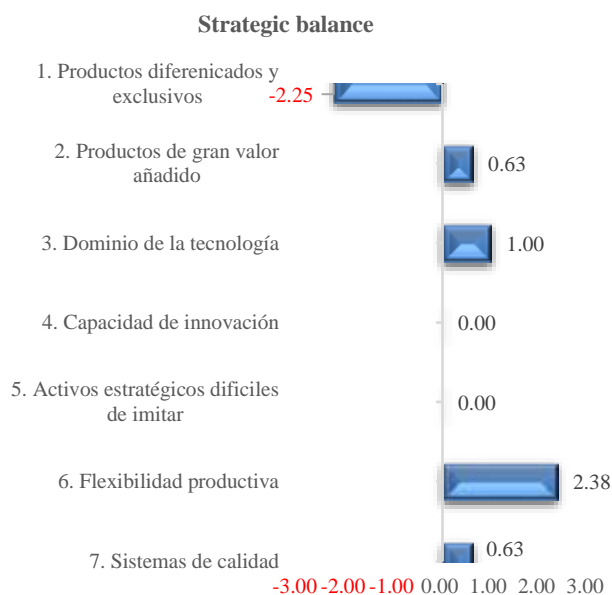 Strategic balance
1. Productos diferenicados y
exclusivos
-2.25
2. Productos de gran valor
añadido
0.63
3. Dominio de la tecnología
1.00
4. Capacidad de innovación
0.00
5. Activos estratégicos dificiles
de imitar
0.00
6. Flexibilidad productiva
2.38
7. Sistemas de calidad
0.63
-3.00 -2.00 -1.00 0.00 1.00 2.00 3.00